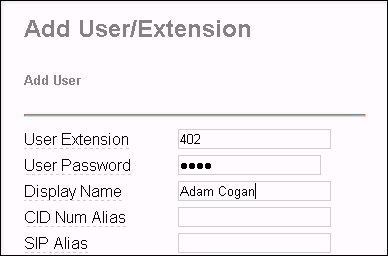 Add User/Extension
Add User
User Extension 402
User Password ●●●●
Display Name Adam Cogan
CID Num Alias
SIP Alias